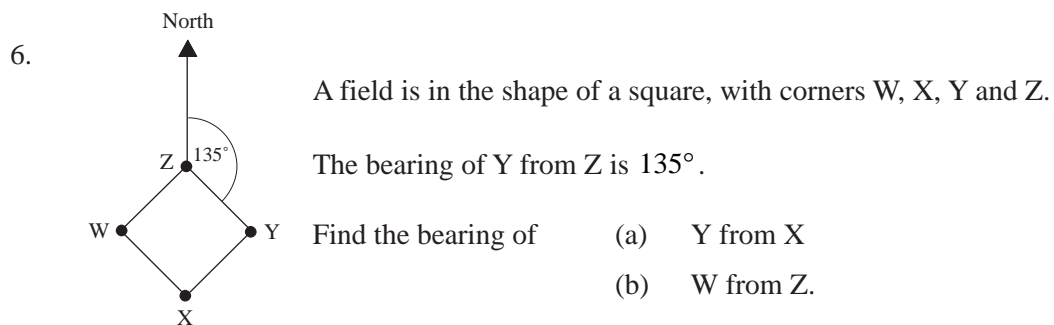 North
6.
A field is in the shape of a square, with corners W, X, Y and Z.
Z 135°
The bearing of Y from Z is 135°.
W Y
Find the bearing of (a) Y from X
(b) W from Z.
X